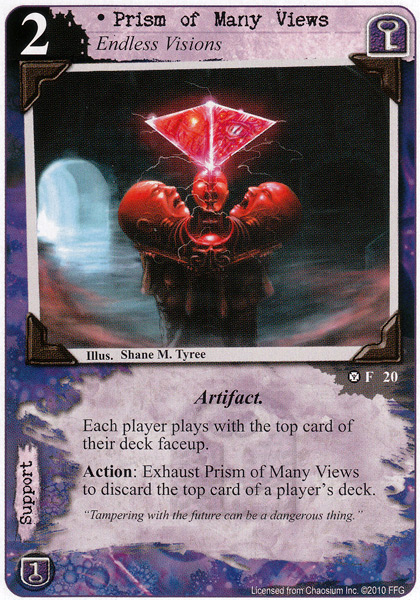 2
• Prism of Many Views
Endless Visions
Illus. Shane M. Tyree
F 20
Artifact.
Each player plays with the top card of
their deck faceup.
Action: Exhaust Prism of Many Views
to discard the top card of a player's deck.
"Tampering with the future can be a dangerous thing."
Support
1
Licensed from Chaosium Inc. ©2010 FFG